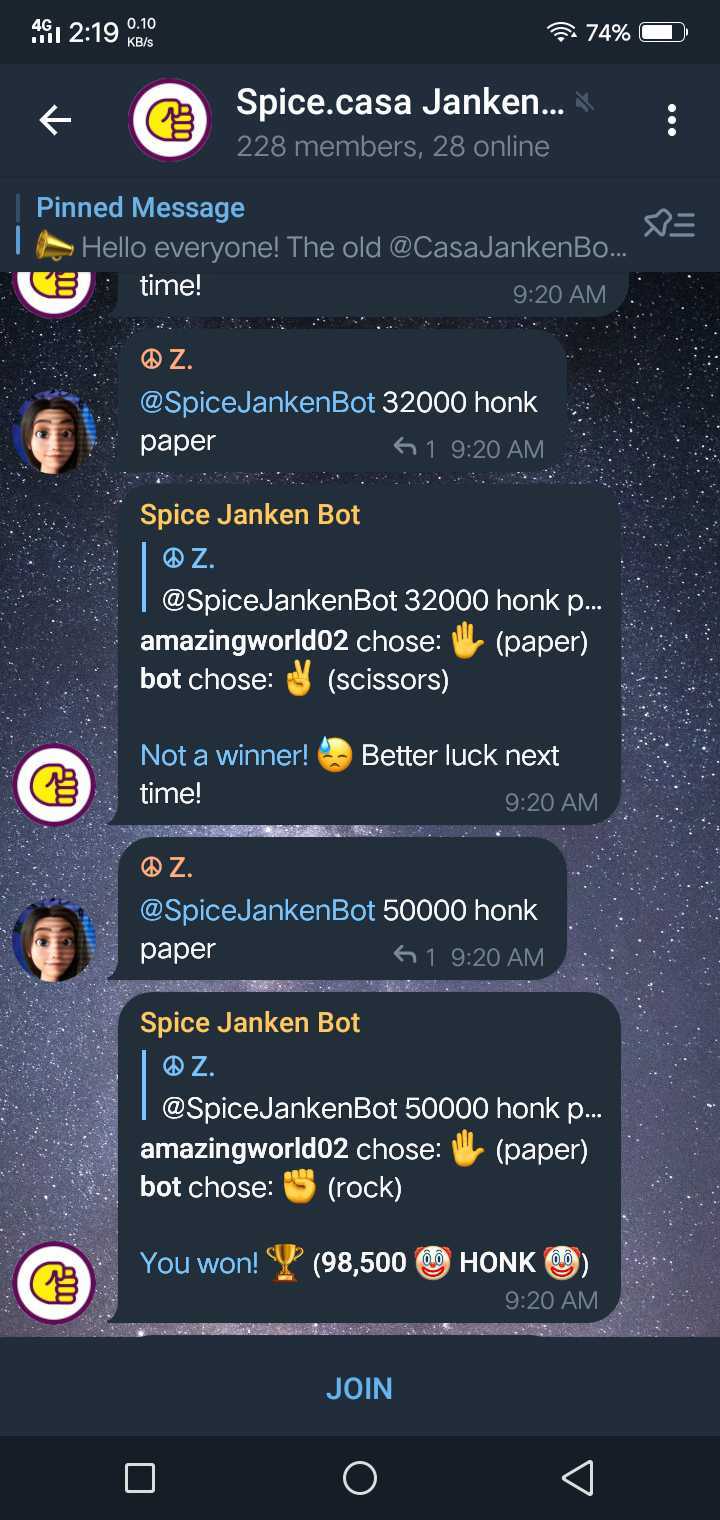 4G 2:19 0.10 KB/s 74%
Spice.casa Janken...
228 members, 28 online
Pinned Message
Hello everyone! The old @CasaJankenBo...
time!
9:20 AM
Z.
@SpiceJankenBot 32000 honk
paper 1 9:20 AM
Spice Janken Bot
Z.
@SpiceJankenBot 32000 honk p...
amazingworld02 chose: ✋ (paper)
bot chose: ✌ (scissors)
Not a winner! 😓 Better luck next
time!
9:20 AM
Z.
@SpiceJankenBot 50000 honk
paper 1 9:20 AM
Spice Janken Bot
Z.
@SpiceJankenBot 50000 honk p...
amazingworld02 chose: ✋ (paper)
bot chose: ✊ (rock)
You won! 🏆 (98,500 🤡 HONK 🤡)
9:20 AM
JOIN